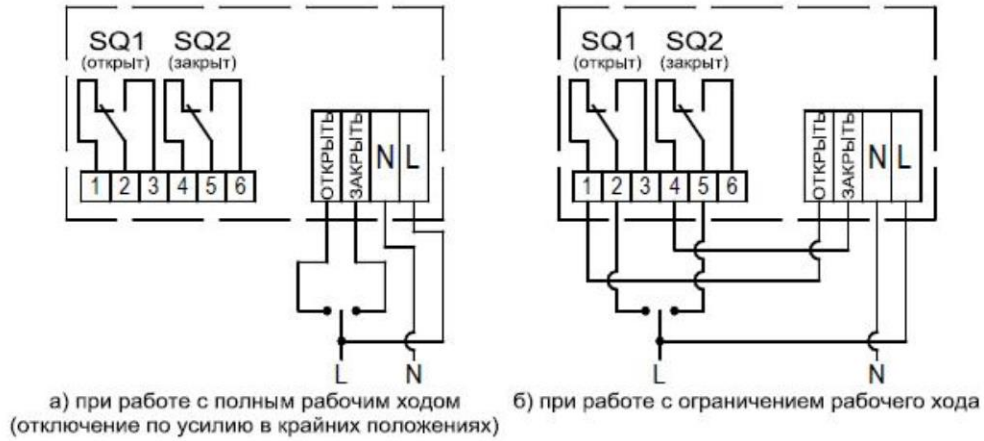 SQ1 SQ2
(открыт) (закрыт)
1 2 3 4 5 6
ОТКРЫТЬ ЗАКРЫТЬ N L
L N
а) при работе с полным рабочим ходом
(отключение по усилию в крайних положениях)
SQ1 SQ2
(открыт) (закрыт)
1 2 3 4 5 6
ОТКРЫТЬ ЗАКРЫТЬ N L
L N
б) при работе с ограничением рабочего хода